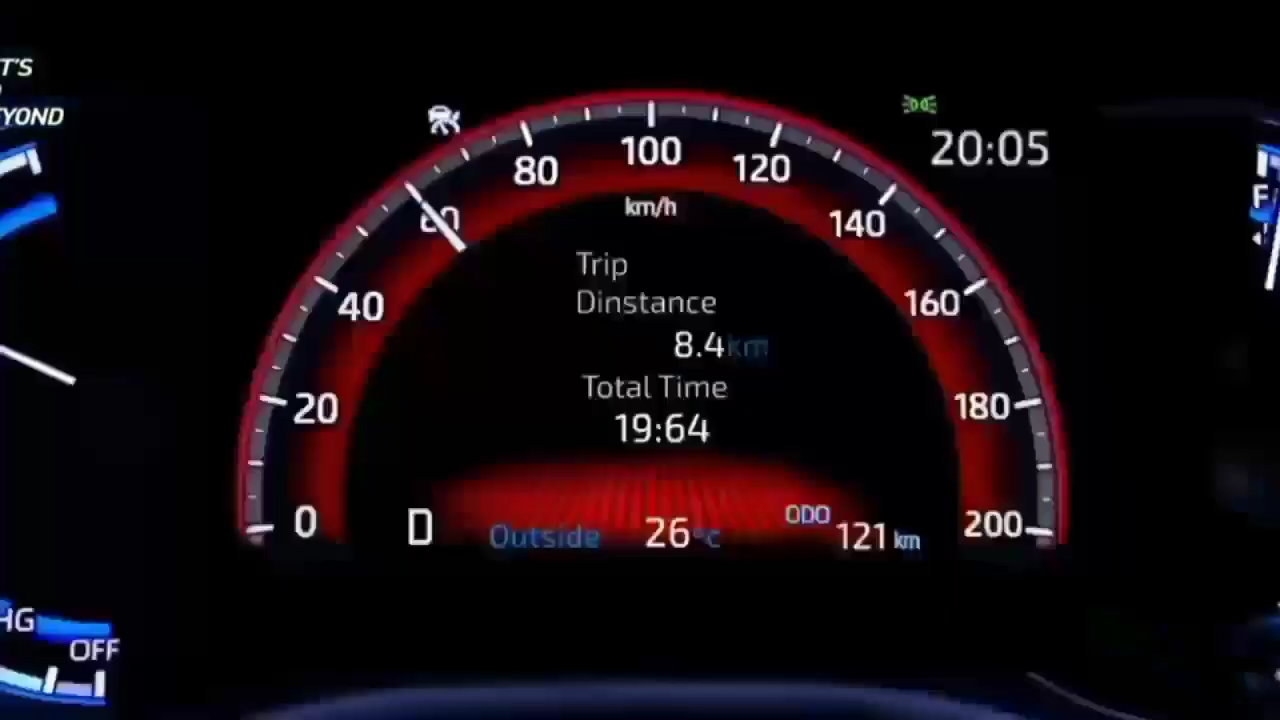 T'S
YOND
20:05
80
100
120
60
km/h
140
40
160
20
180
0
200
Trip
Dinstance
8.4 km
Total Time
19:64
D
Outside 26°C
ODO 121 km
F
HG
OFF